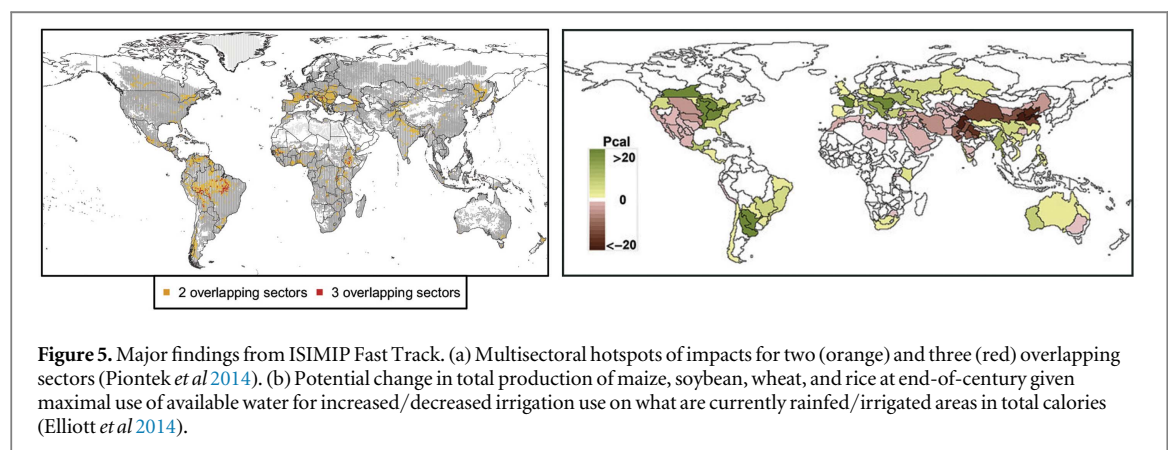 Pcal
>20
0
<-20
2 overlapping sectors 3 overlapping sectors
Figure 5. Major findings from ISIMIP Fast Track. (a) Multisectoral hotspots of impacts for two (orange) and three (red) overlapping
sectors (Piontek et al 2014). (b) Potential change in total production of maize, soybean, wheat, and rice at end-of-century given
maximal use of available water for increased/decreased irrigation use on what are currently rainfed/irrigated areas in total calories
(Elliott et al 2014).